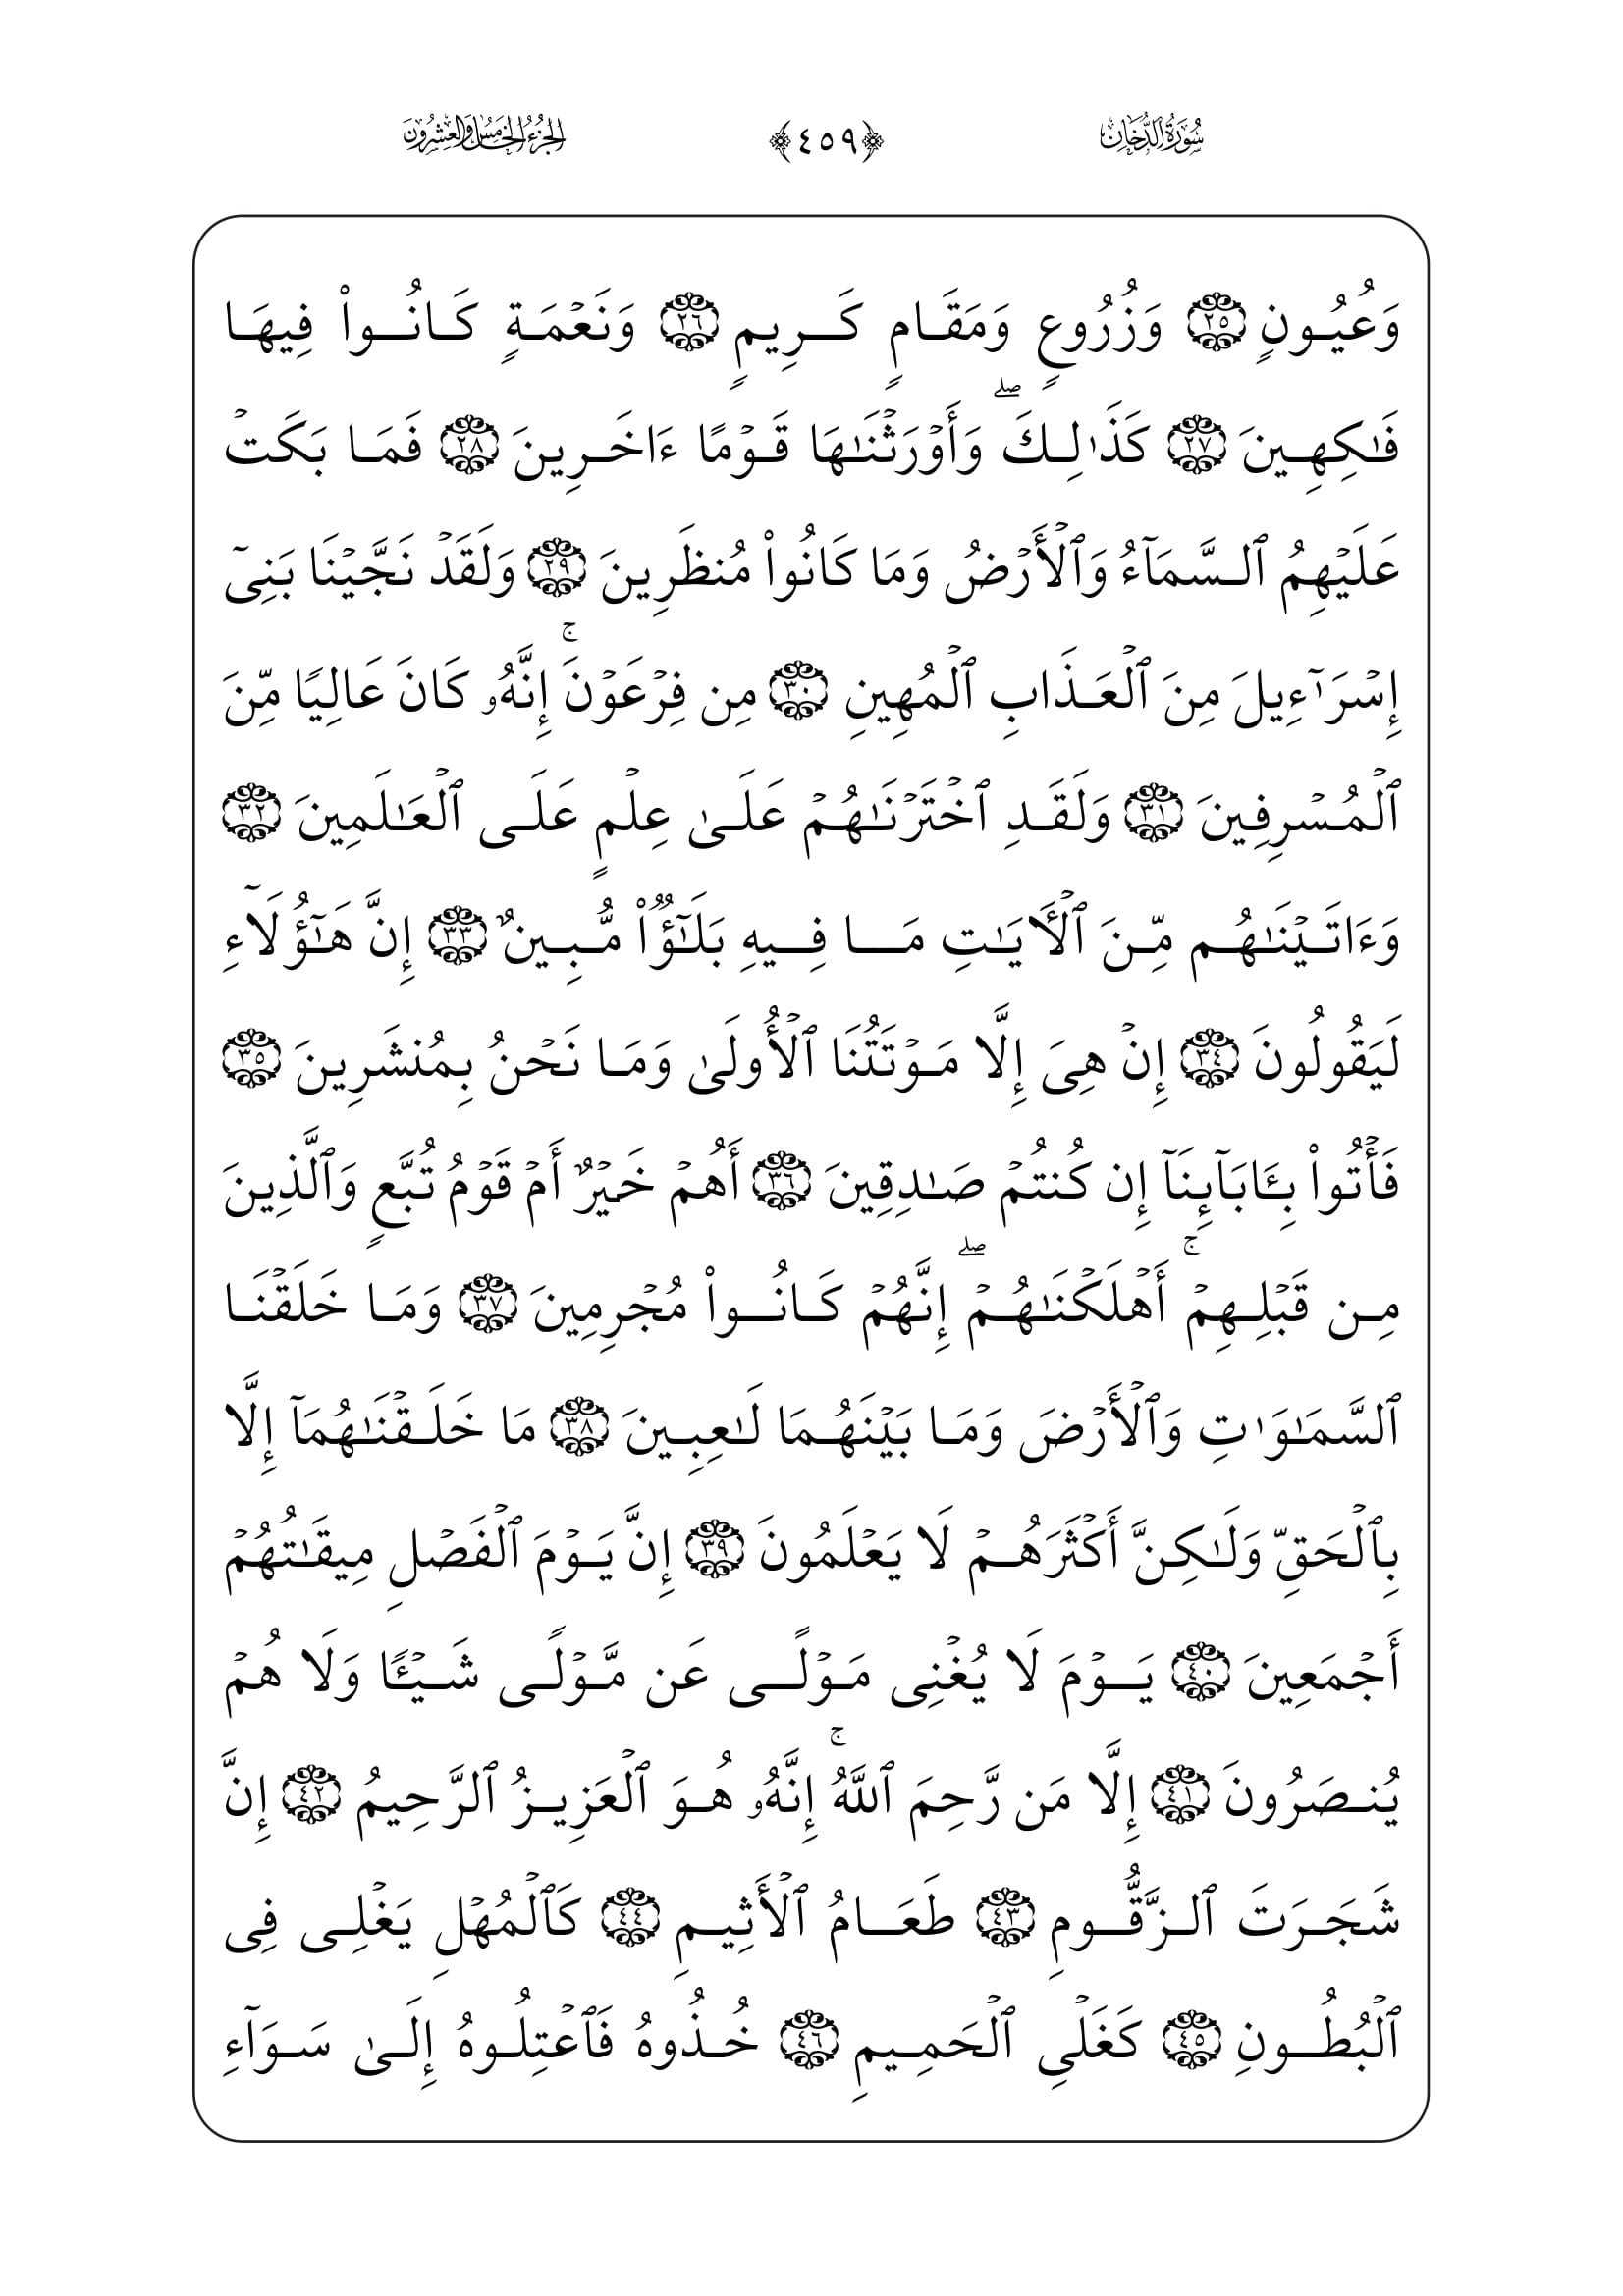 سُورَةُ الدُّخَانِ ﴿٤٥٩﴾ الجُزْءُ الخَامِسُ وَالعِشْرُونَ
وَعُيُونٍ ٢٥ وَزُرُوعٍ وَمَقَامٍ كَرِيمٍ ٢٦ وَنَعۡمَةٍ كَانُواْ فِيهَا
فَٰكِهِينَ ٢٧ كَذَٰلِكَۖ وَأَوۡرَثۡنَٰهَا قَوۡمًا ءَاخَرِينَ ٢٨ فَمَا بَكَتۡ
عَلَيۡهِمُ ٱلسَّمَآءُ وَٱلۡأَرۡضُ وَمَا كَانُواْ مُنظَرِينَ ٢٩ وَلَقَدۡ نَجَّيۡنَا بَنِيٓ
إِسۡرَٰٓءِيلَ مِنَ ٱلۡعَذَابِ ٱلۡمُهِينِ ٣٠ مِن فِرۡعَوۡنَۚ إِنَّهُۥ كَانَ عَالِيًا مِّنَ
ٱلۡمُسۡرِفِينَ ٣١ وَلَقَدِ ٱخۡتَرۡنَٰهُمۡ عَلَىٰ عِلۡمٍ عَلَى ٱلۡعَٰلَمِينَ ٣٢
وَءَاتَيۡنَٰهُم مِّنَ ٱلۡأٓيَٰتِ مَا فِيهِ بَلَٰٓؤٌاْ مُّبِينٌ ٣٣ إِنَّ هَٰٓؤُلَآءِ
لَيَقُولُونَ ٣٤ إِنۡ هِيَ إِلَّا مَوۡتَتُنَا ٱلۡأُولَىٰ وَمَا نَحۡنُ بِمُنشَرِينَ ٣٥
فَأۡتُواْ بِـَٔابَآئِنَآ إِن كُنتُمۡ صَٰدِقِينَ ٣٦ أَهُمۡ خَيۡرٌ أَمۡ قَوۡمُ تُبَّعٍ وَٱلَّذِينَ
مِن قَبۡلِهِمۡۚ أَهۡلَكۡنَٰهُمۡۖ إِنَّهُمۡ كَانُواْ مُجۡرِمِينَ ٣٧ وَمَا خَلَقۡنَا
ٱلسَّمَٰوَٰتِ وَٱلۡأَرۡضَ وَمَا بَيۡنَهُمَا لَٰعِبِينَ ٣٨ مَا خَلَقۡنَٰهُمَآ إِلَّا
بِٱلۡحَقِّ وَلَٰكِنَّ أَكۡثَرَهُمۡ لَا يَعۡلَمُونَ ٣٩ إِنَّ يَوۡمَ ٱلۡفَصۡلِ مِيقَٰتُهُمۡ
أَجۡمَعِينَ ٤٠ يَوۡمَ لَا يُغۡنِي مَوۡلًى عَن مَّوۡلًى شَيۡـًٔا وَلَا هُمۡ
يُنصَرُونَ ٤١ إِلَّا مَن رَّحِمَ ٱللَّهُۚ إِنَّهُۥ هُوَ ٱلۡعَزِيزُ ٱلرَّحِيمُ ٤٢ إِنَّ
شَجَرَتَ ٱلزَّقُّومِ ٤٣ طَعَامُ ٱلۡأَثِيمِ ٤٤ كَٱلۡمُهۡلِ يَغۡلِي فِي
ٱلۡبُطُونِ ٤٥ كَغَلۡيِ ٱلۡحَمِيمِ ٤٦ خُذُوهُ فَٱعۡتِلُوهُ إِلَىٰ سَوَآءِ